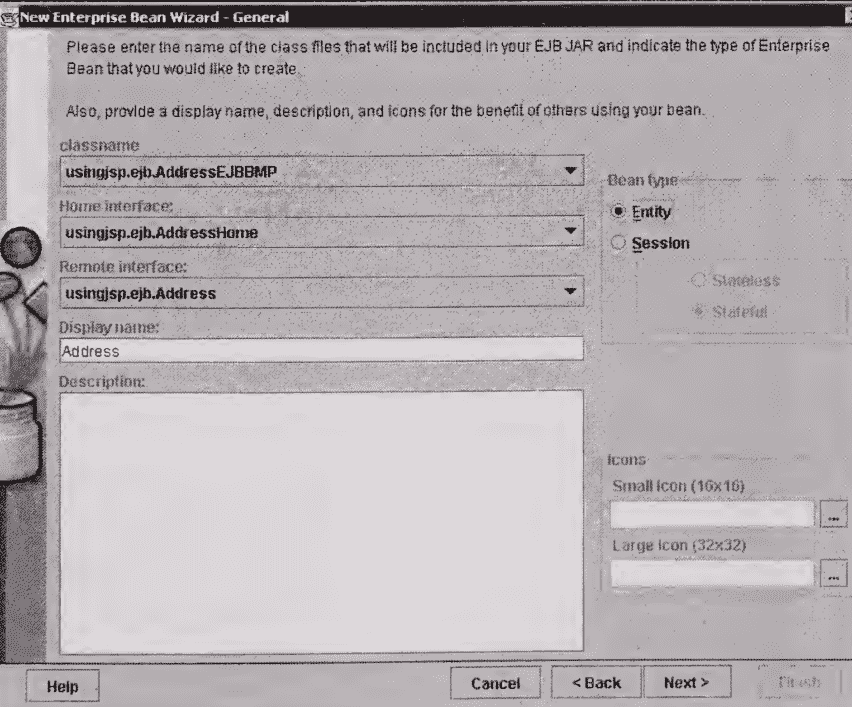 New Enterprise Bean Wizard - General
Please enter the name of the class files that will be included in your EJB JAR and indicate the type of Enterprise
Bean that you would like to create.
Also, provide a display name, description, and icons for the benefit of others using your bean.
classname
usingjsp.ejb.AddressEJBBMP
Home interface:
usingjsp.ejb.AddressHome
Remote interface:
usingjsp.ejb.Address
Display name:
Address
Description:
Bean type
Entity
Session
Stateless
Stateful
Icons
Small Icon (16x16)
...
Large Icon (32x32)
...
Help
Cancel
< Back
Next >
Finish